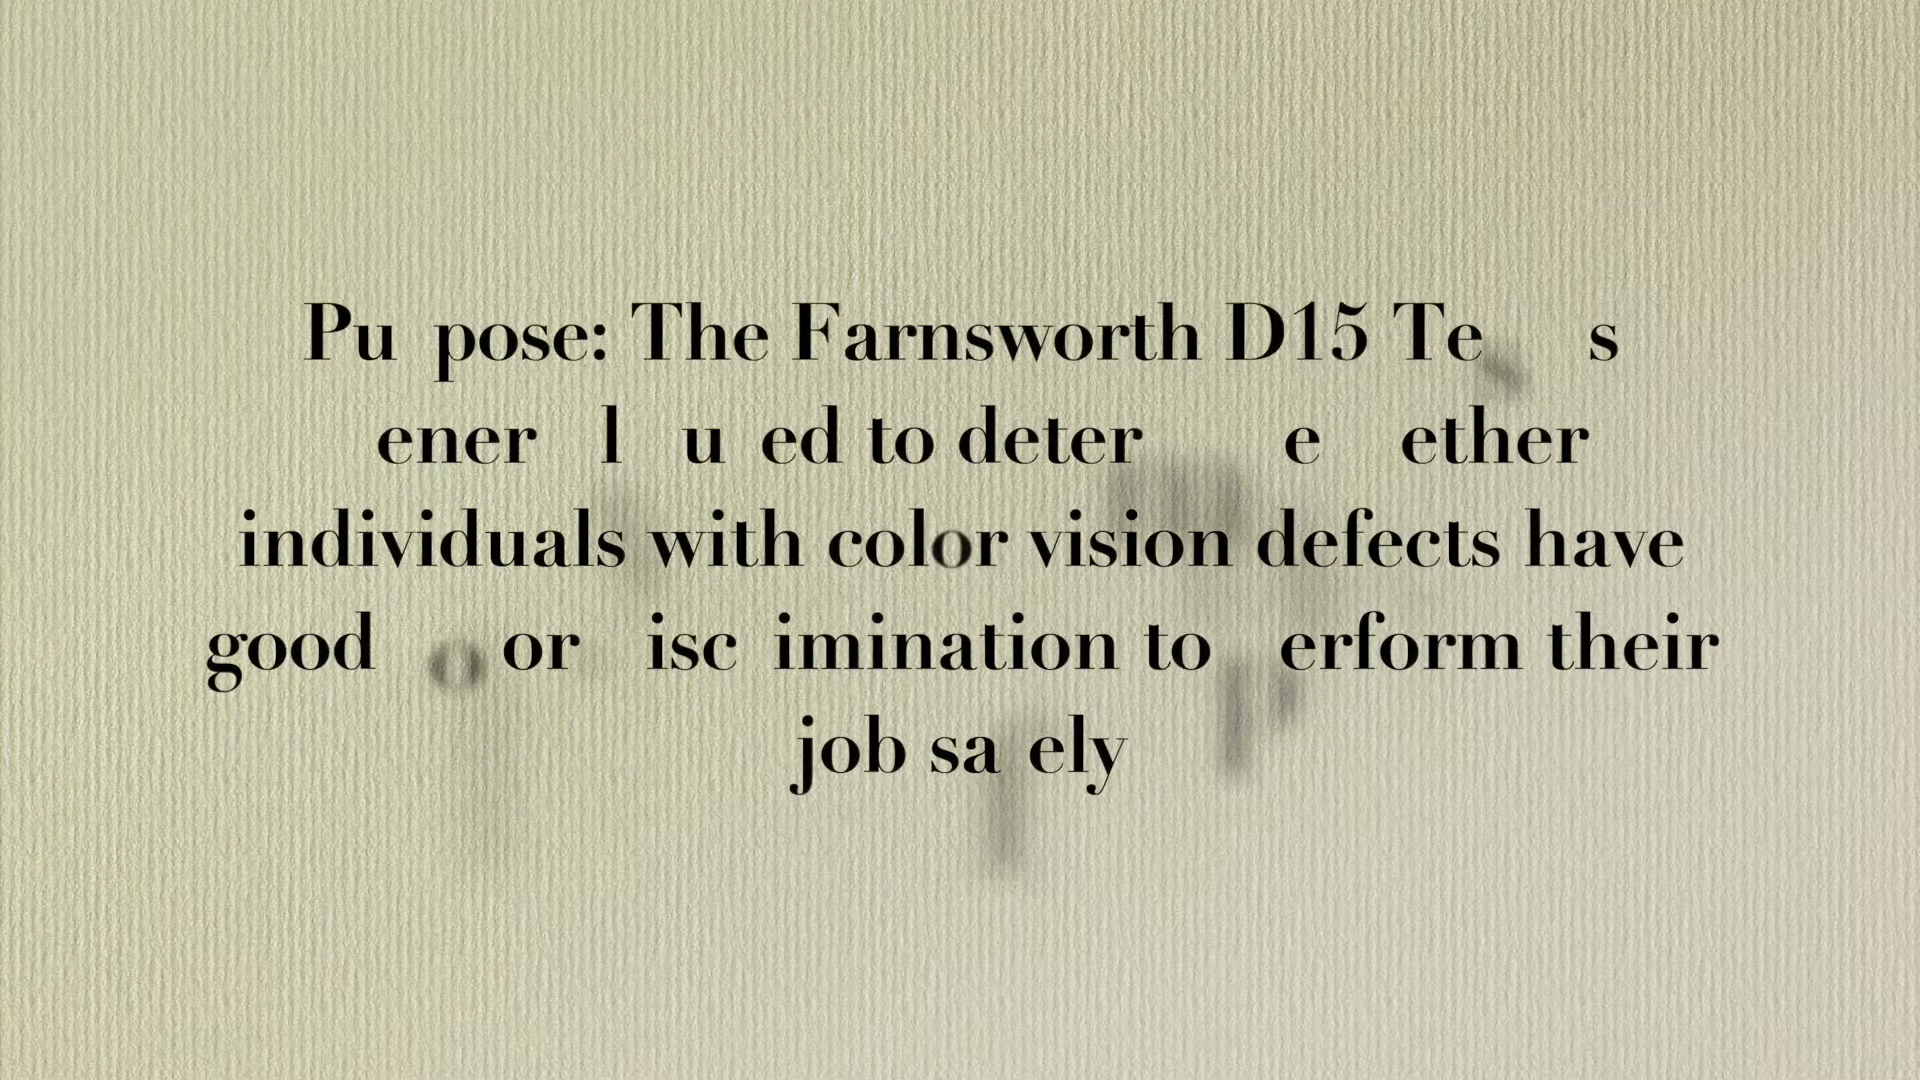 Pu pose: The Farnsworth D15 Te s
ener l u ed to deter e ether
individuals with color vision defects have
good o or isc imination to erform their
job sa ely